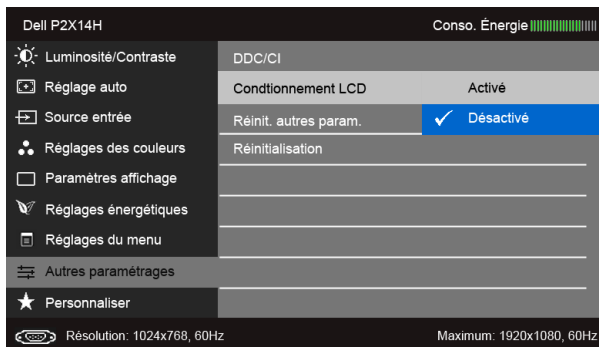 Dell P2X14H Conso. Énergie
Luminosité/Contraste DDC/CI
Réglage auto Condtionnement LCD Activé
Source entrée Réinit. autres param. Désactivé
Réglages des couleurs Réinitialisation
Paramètres affichage
Réglages énergétiques
Réglages du menu
Autres paramétrages
Personnaliser
Rèsolution: 1024x768, 60Hz Maximum: 1920x1080, 60Hz